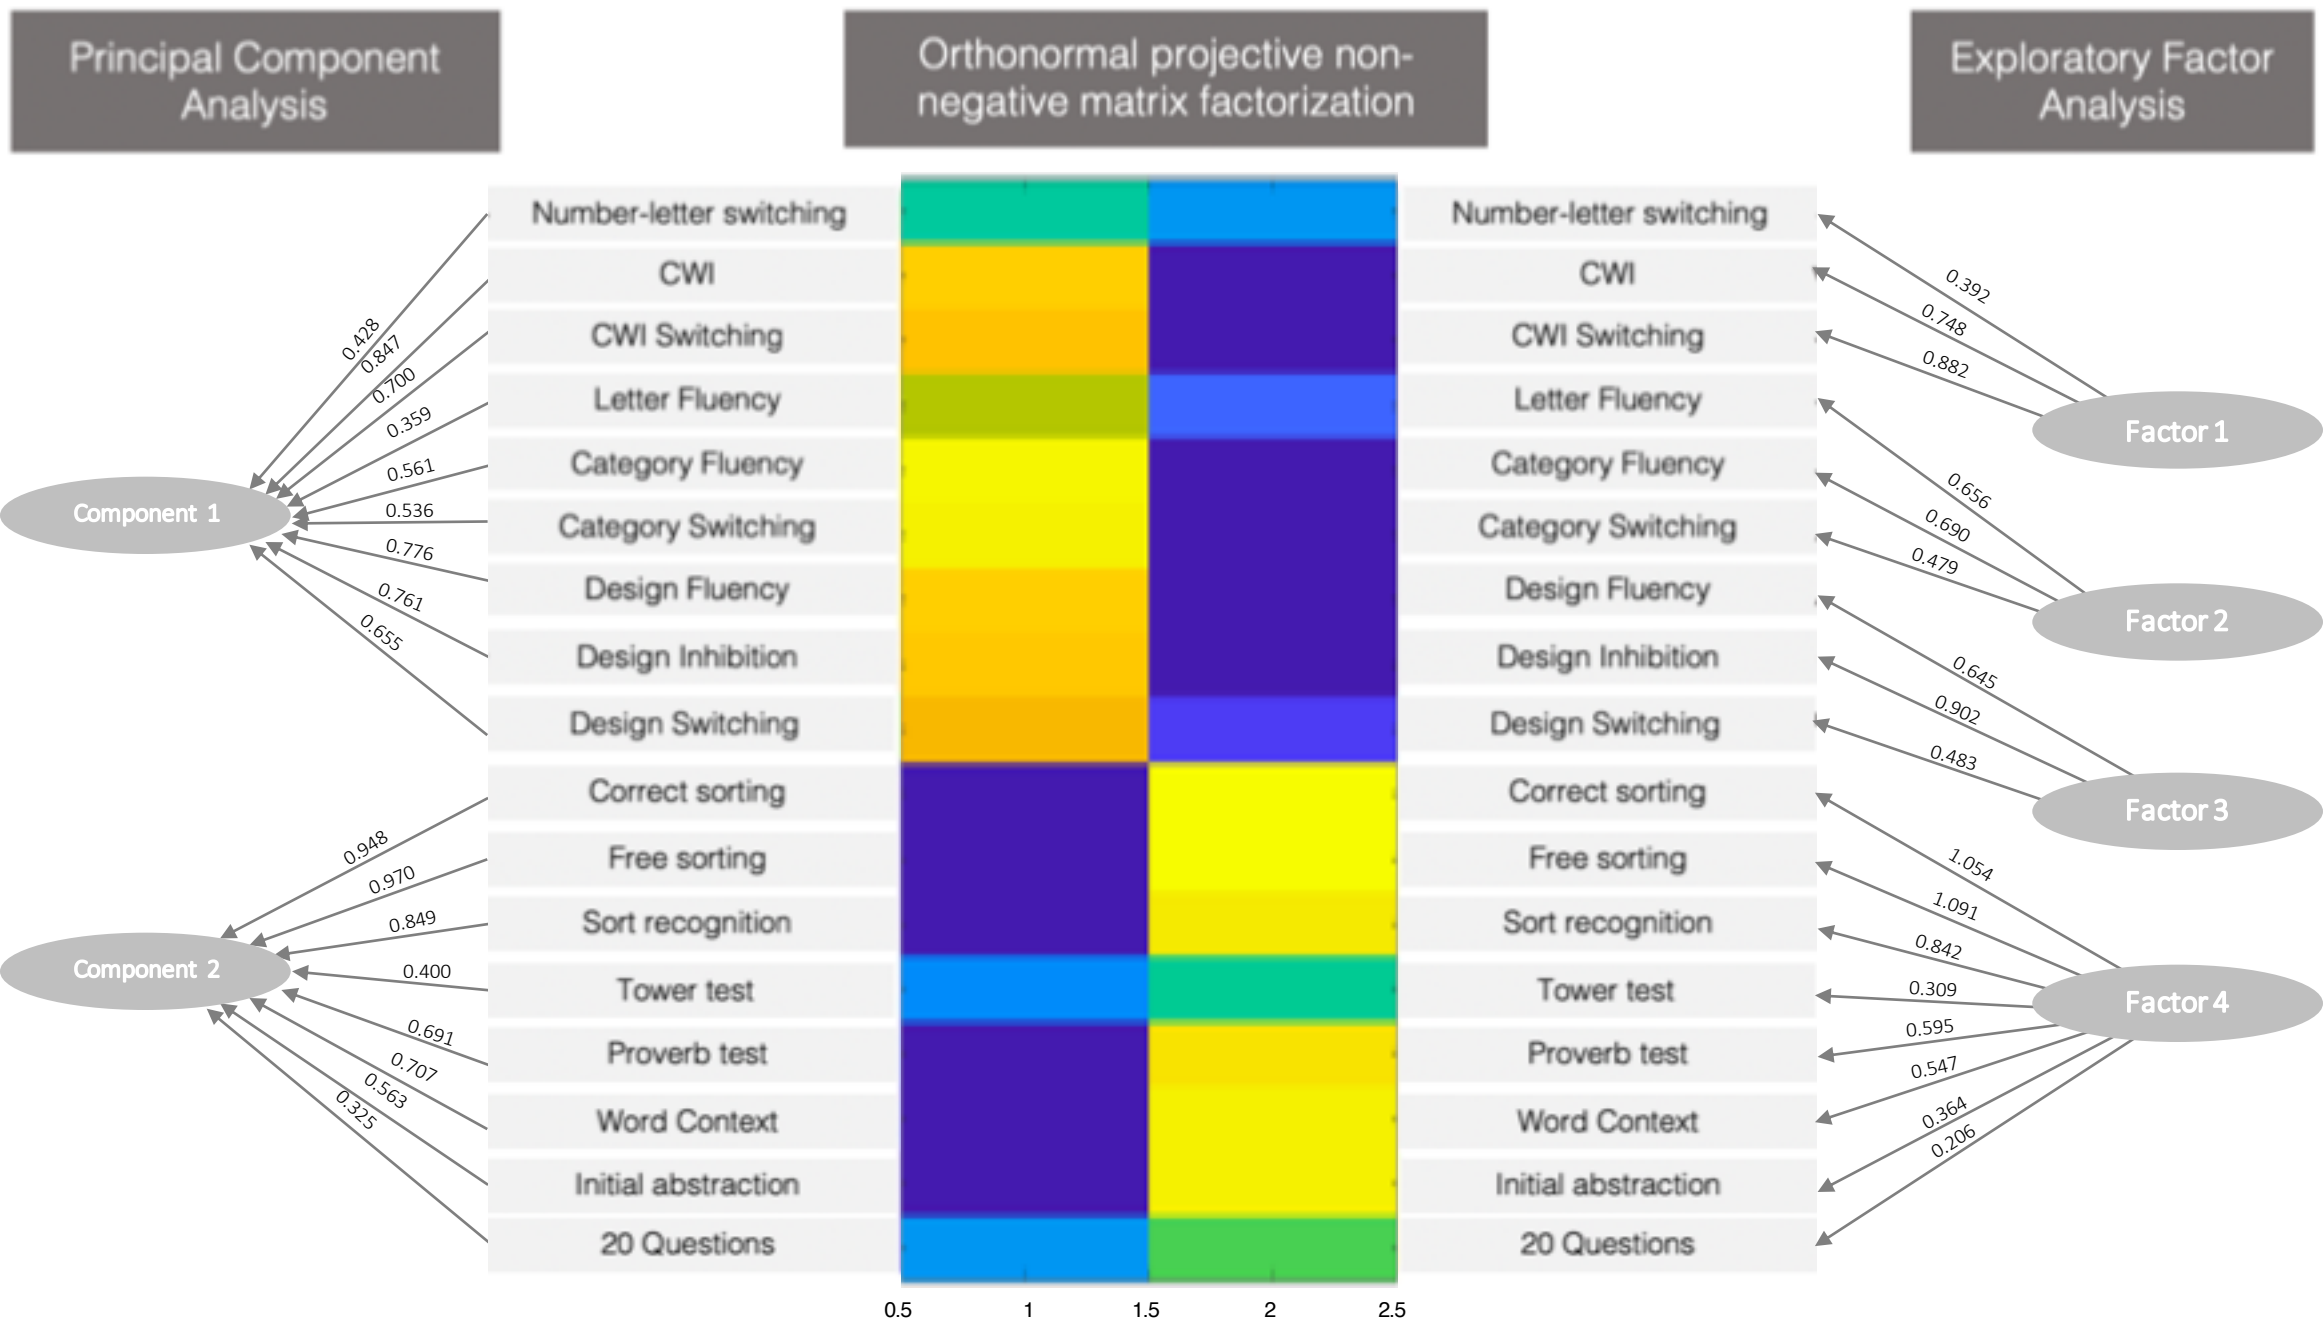 Principal Component
Analysis
Orthonormal projective non-
negative matrix factorization
Exploratory Factor
Analysis
Number-letter switching
CWI
CWI Switching
Letter Fluency
Category Fluency
Category Switching
Design Fluency
Design Inhibition
Design Switching
Correct sorting
Free sorting
Sort recognition
Tower test
Proverb test
Word Context
Initial abstraction
20 Questions
0.428
0.847
0.700
0.359
0.561
0.536
0.776
0.761
0.655
Component 1
0.948
0.970
0.849
0.400
0.691
0.707
0.563
0.325
Component 2
0.5
1
1.5
2
2.5
Number-letter switching
CWI
CWI Switching
Letter Fluency
Category Fluency
Category Switching
Design Fluency
Design Inhibition
Design Switching
Correct sorting
Free sorting
Sort recognition
Tower test
Proverb test
Word Context
Initial abstraction
20 Questions
0.392
0.748
0.882
Factor 1
0.656
0.690
0.479
Factor 2
0.645
0.902
0.483
Factor 3
1.054
1.091
0.842
0.309
0.595
0.547
0.364
0.206
Factor 4